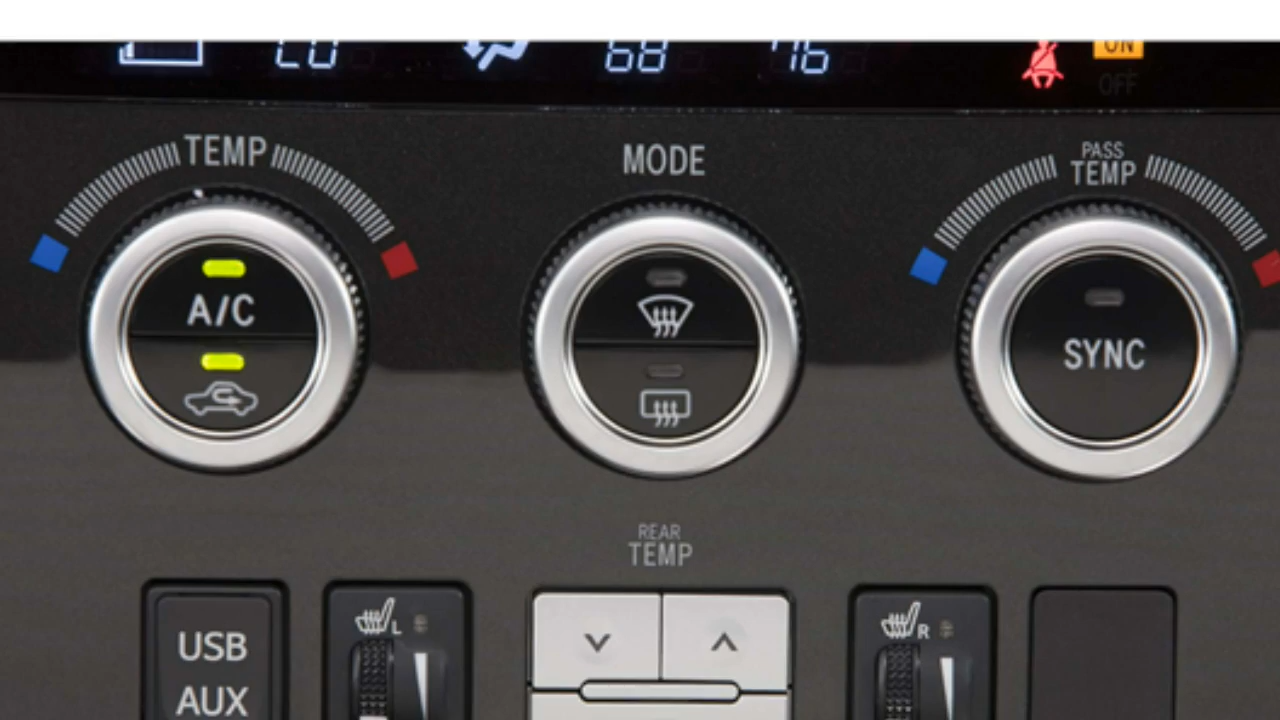 LO 68 76 ON
OFF
TEMP MODE PASS TEMP
A/C SYNC
REAR
TEMP
L R
USB
AUX